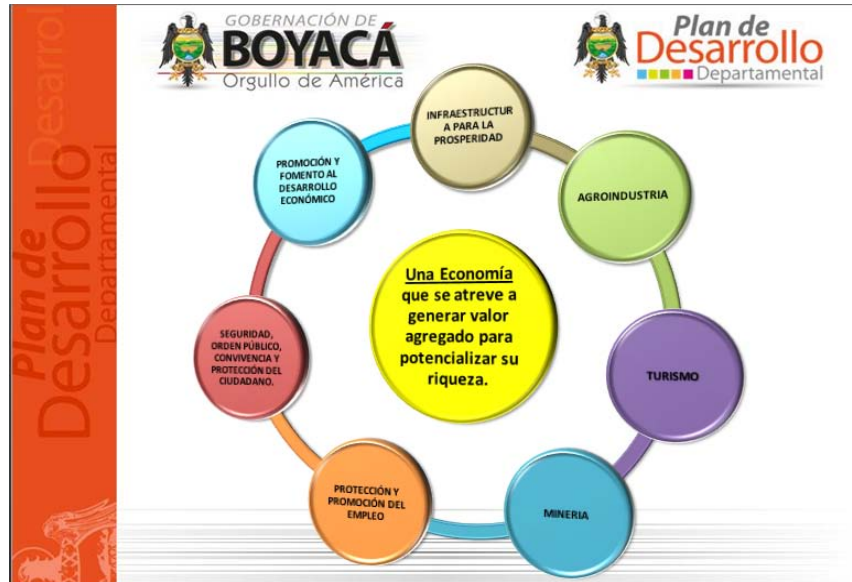 GOBERNACIÓN DE
BOYACÁ
Orgullo de América
Plan de
Desarrollo
Departamental
Plan de
Desarrollo
Departamental
Desarrollo
INFRAESTRUCTUR
A PARA LA
PROSPERIDAD
AGROINDUSTRIA
TURISMO
MINERIA
PROTECCIÓN Y
PROMOCIÓN DEL
EMPLEO
SEGURIDAD,
ORDEN PÚBLICO,
CONVIVENCIA Y
PROTECCIÓN DEL
CIUDADANO.
PROMOCIÓN Y
FOMENTO AL
DESARROLLO
ECONÓMICO
Una Economía
que se atreve a
generar valor
agregado para
potencializar su
riqueza.